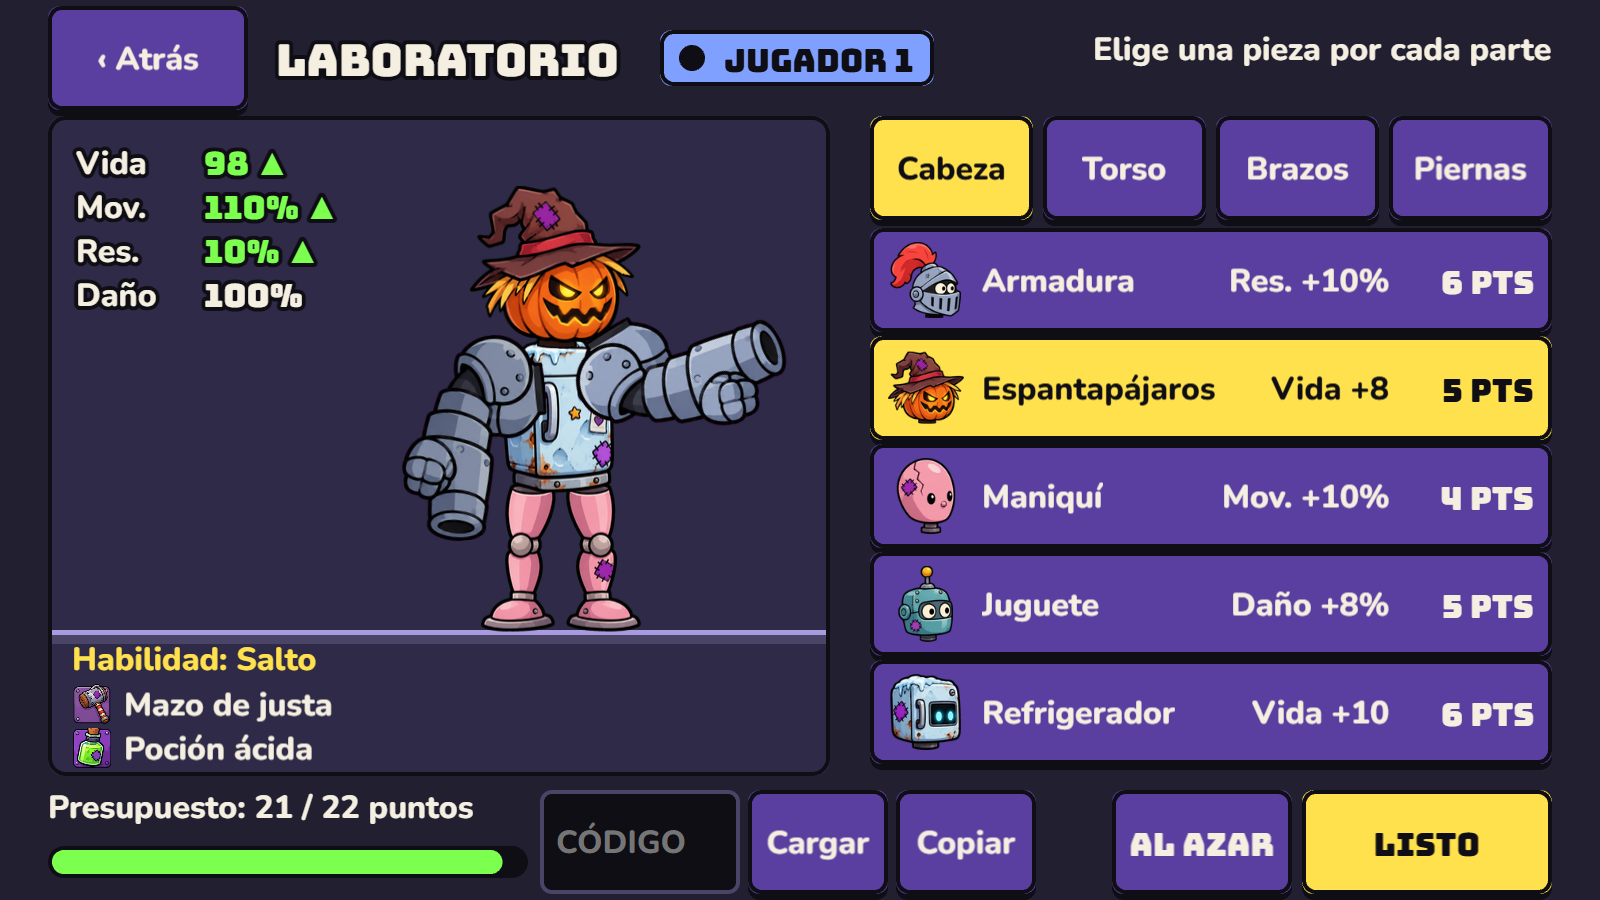 ‹ Atrás
LABORATORIO
JUGADOR 1
Elige una pieza por cada parte
Vida 98 ▲
Mov. 110% ▲
Res. 10% ▲
Daño 100%
Habilidad: Salto
Mazo de justa
Poción ácida
Cabeza
Torso
Brazos
Piernas
Armadura Res. +10% 6 PTS
Espantapájaros Vida +8 5 PTS
Maniquí Mov. +10% 4 PTS
Juguete Daño +8% 5 PTS
Refrigerador Vida +10 6 PTS
Presupuesto: 21 / 22 puntos
CÓDIGO
Cargar
Copiar
AL AZAR
LISTO